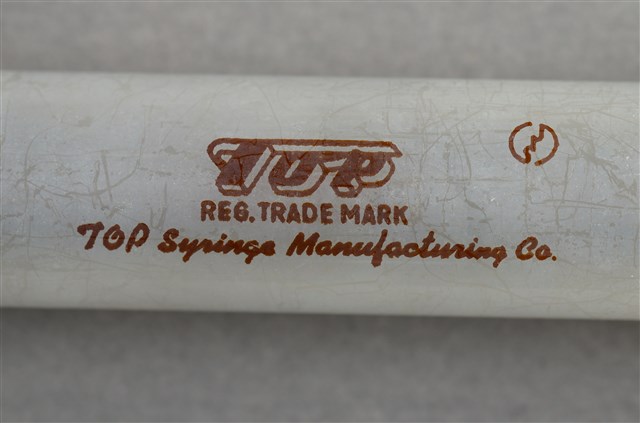 TOP
REG. TRADE MARK
TOP Syringe Manufacturing Co.